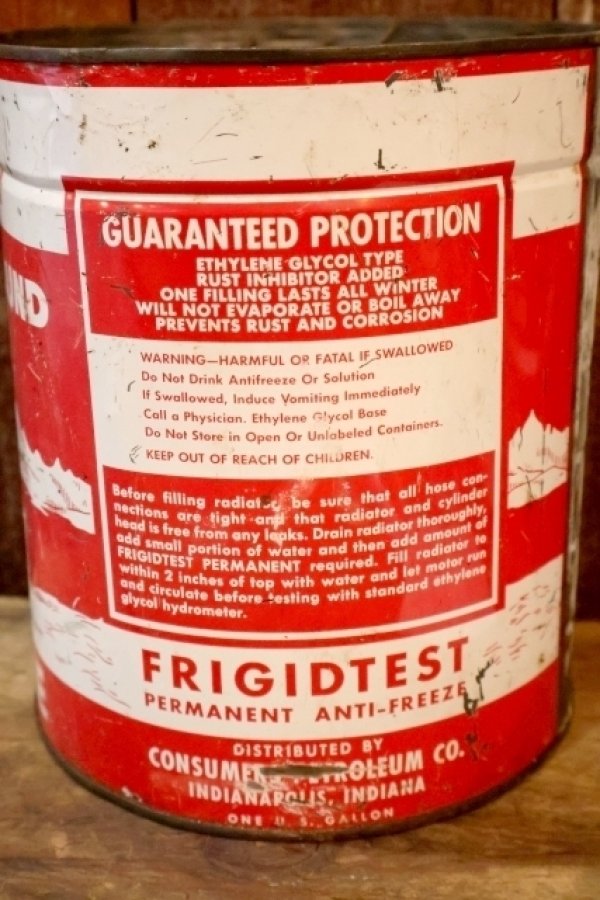 GUARANTEED PROTECTION
ETHYLENE GLYCOL TYPE
RUST INHIBITOR ADDED
ONE FILLING LASTS ALL WINTER
WILL NOT EVAPORATE OR BOIL AWAY
PREVENTS RUST AND CORROSION
WARNING—HARMFUL OR FATAL IF SWALLOWED
Do Not Drink Antifreeze Or Solution
If Swallowed, Induce Vomiting Immediately
Call a Physician. Ethylene Glycol Base
Do Not Store in Open Or Unlabeled Containers.
KEEP OUT OF REACH OF CHILDREN.
Before filling radiator, be sure that all hose con-
nections are tight and that radiator and cylinder
head is free from any leaks. Drain radiator thoroughly,
add small portion of water and then add amount of
FRIGIDTEST PERMANENT required. Fill radiator to
within 2 inches of top with water and let motor run
and circulate before testing with standard ethylene
glycol hydrometer.
FRIGIDTEST
PERMANENT ANTI-FREEZE
DISTRIBUTED BY
CONSUMERS PETROLEUM CO.
INDIANAPOLIS, INDIANA
ONE U. S. GALLON